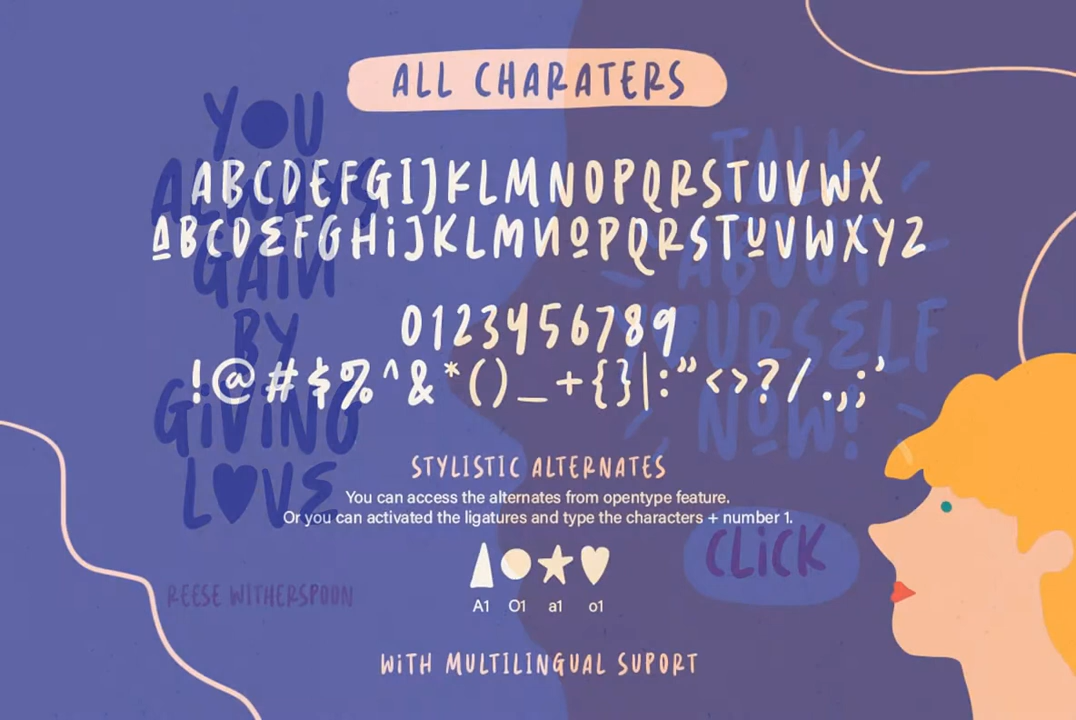 ALL CHARATERS
YOU
ALWAYS
GAIN
BY
GiViNG
LOVE
TALK
ABOUT
YOURSELF
NOW!
ABCDEFGIJKLMNOPQRSTUVWX
ABCDEFGHiJKLMNOPQRSTUVWXYZ
0123456789
!@#$%^&*()_+{}|:”<>?/.,;’
STYLISTIC ALTERNATES
You can access the alternates from opentype feature.
Or you can activated the ligatures and type the characters + number 1.
A1 O1 a1 o1
CLiCK
REESE WITHERSPOON
WiTH MULTILINGUAL SUPORT